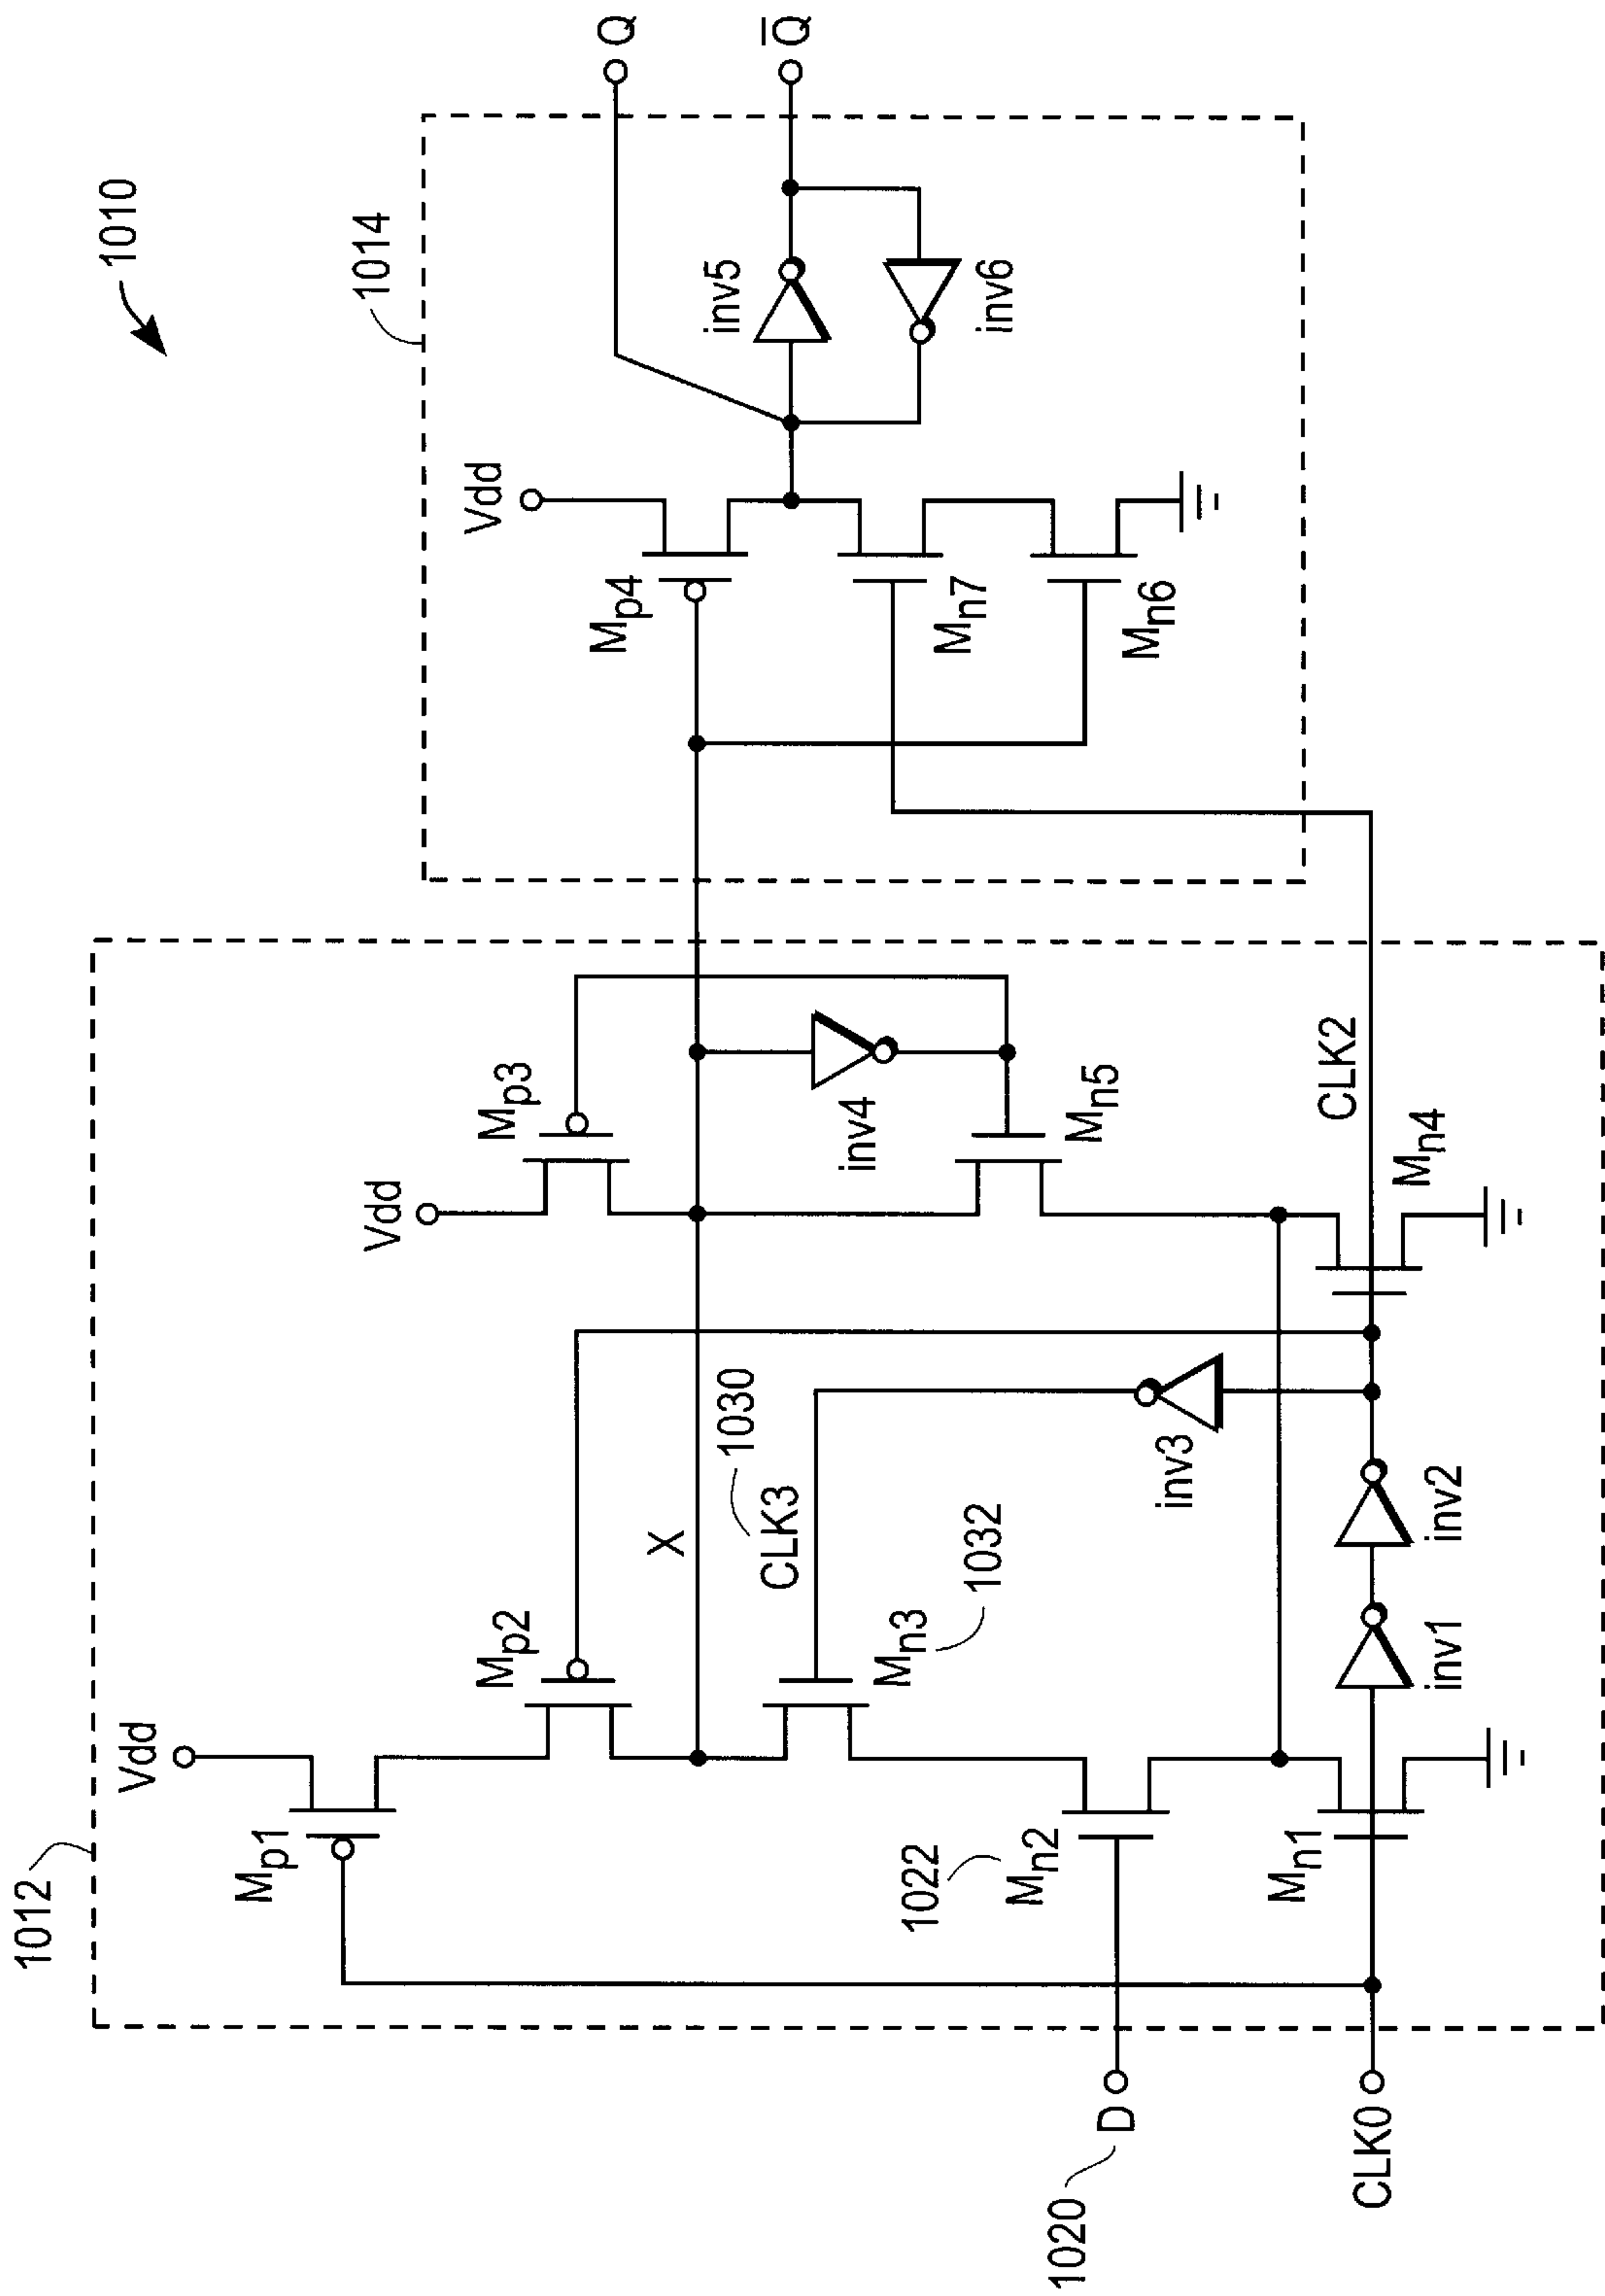 1010
1012
1014
Vdd
Mp1
Mp2
Vdd
Mp3
X
1030
CLK3
Mn3
1032
inv4
Mn5
1022
Mn2
Mn1
inv1
inv2
inv3
Mn4
CLK2
1020
D
CLK0
Vdd
Mp4
Mn7
Mn6
inv5
inv6
Q
Q̅